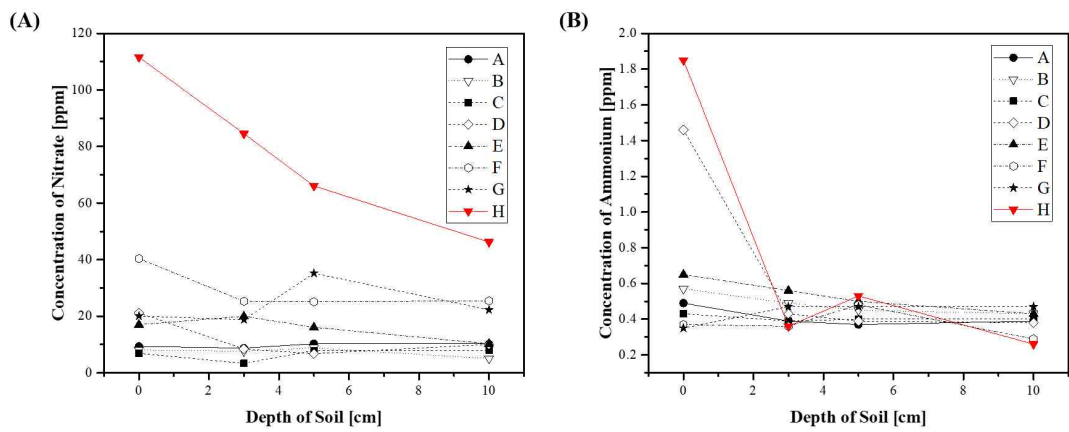 (A)
Concentration of Nitrate [ppm]
120
100
80
60
40
20
0
0
2
4
6
8
10
Depth of Soil [cm]
A
B
C
D
E
F
G
H
(B)
Concentration of Ammonium [ppm]
2.0
1.8
1.6
1.4
1.2
1.0
0.8
0.6
0.4
0.2
0
2
4
6
8
10
Depth of Soil [cm]
A
B
C
D
E
F
G
H